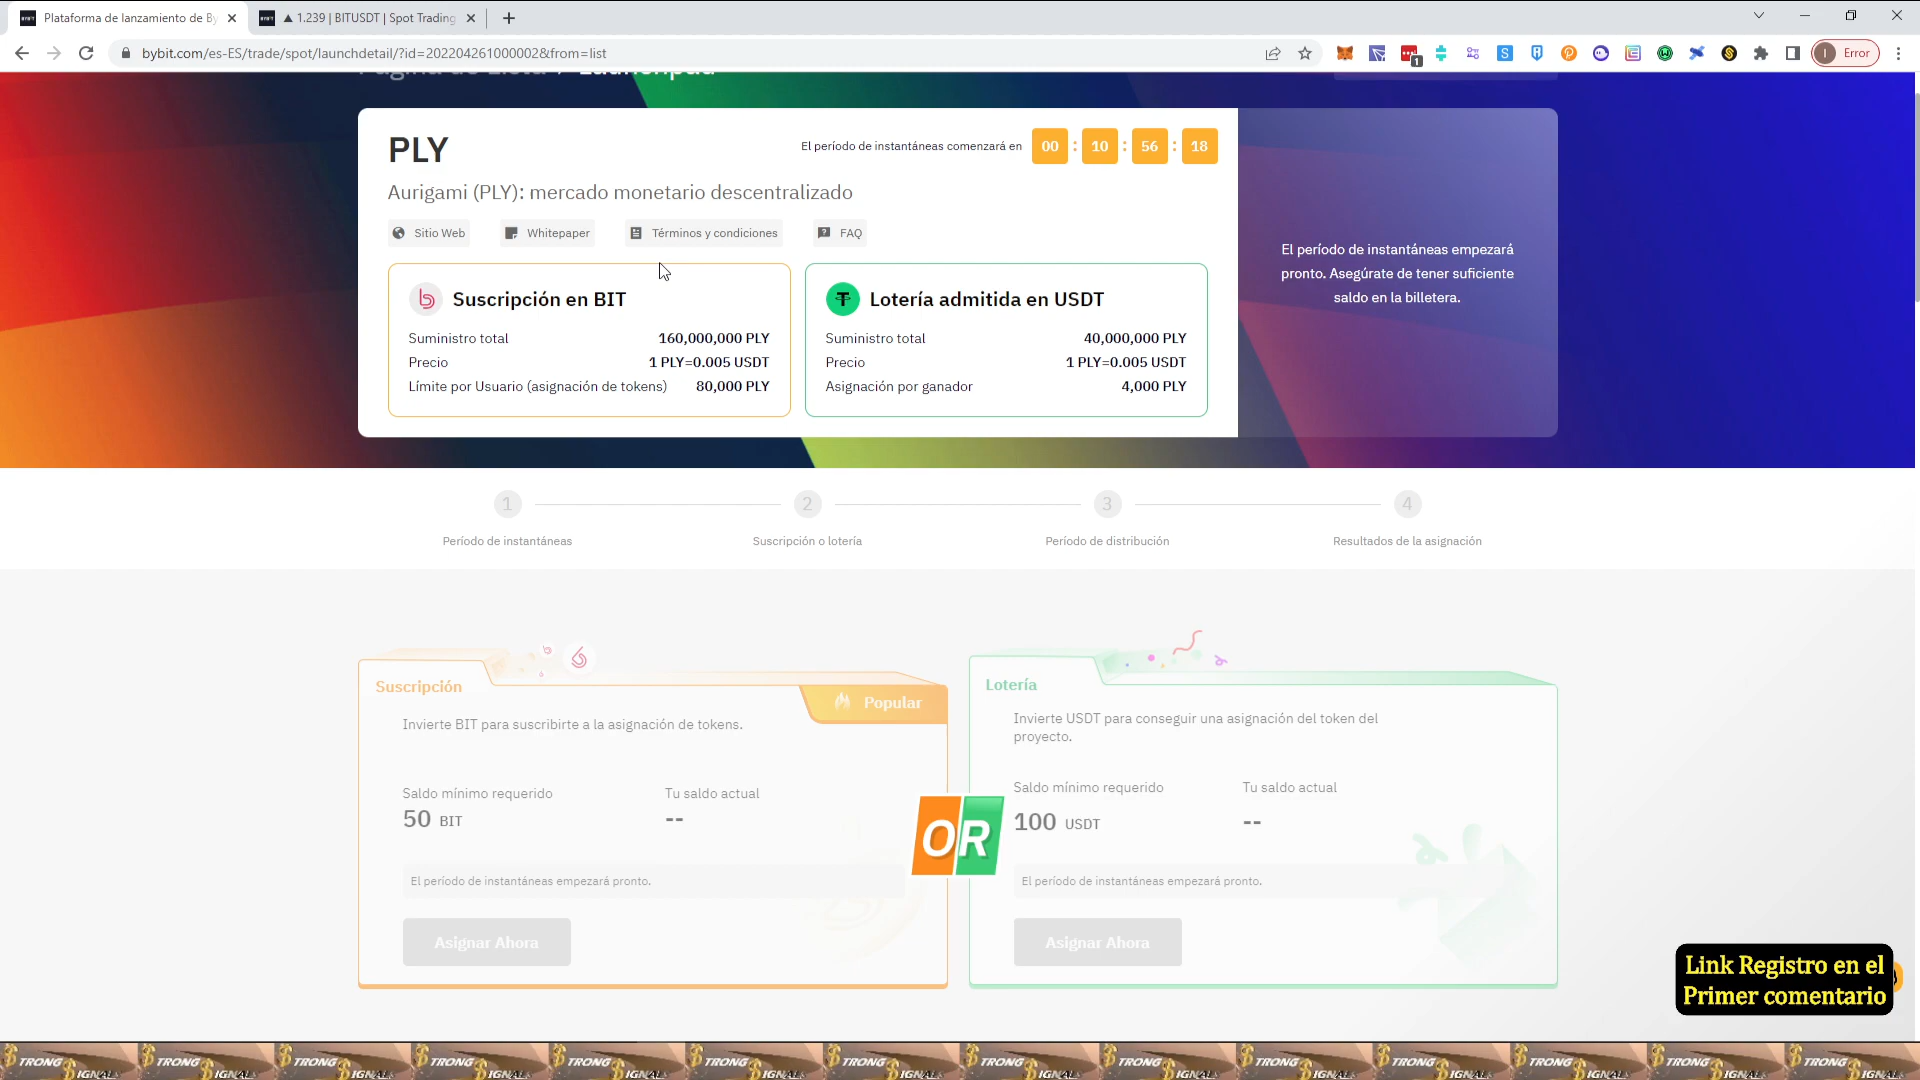 Plataforma de lanzamiento de By
▲ 1.239 | BITUSDT | Spot Trading
bybit.com/es-ES/trade/spot/launchdetail/?id=202204261000002&from=list
1
I
Error
PLY
El período de instantáneas comenzará en 00 : 10 : 56 : 18
Aurigami (PLY): mercado monetario descentralizado
Sitio Web
Whitepaper
Términos y condiciones
FAQ
El período de instantáneas empezará
pronto. Asegúrate de tener suficiente
saldo en la billetera.
Suscripción en BIT
Suministro total 160,000,000 PLY
Precio 1 PLY=0.005 USDT
Límite por Usuario (asignación de tokens) 80,000 PLY
Lotería admitida en USDT
Suministro total 40,000,000 PLY
Precio 1 PLY=0.005 USDT
Asignación por ganador 4,000 PLY
1 2 3 4
Período de instantáneas
Suscripción o lotería
Período de distribución
Resultados de la asignación
Suscripción
Popular
Invierte BIT para suscribirte a la asignación de tokens.
Saldo mínimo requerido
Tu saldo actual
50 BIT
--
El período de instantáneas empezará pronto.
Asignar Ahora
OR
Lotería
Invierte USDT para conseguir una asignación del token del
proyecto.
Saldo mínimo requerido
Tu saldo actual
100 USDT
--
El período de instantáneas empezará pronto.
Asignar Ahora
Link Registro en el
Primer comentario